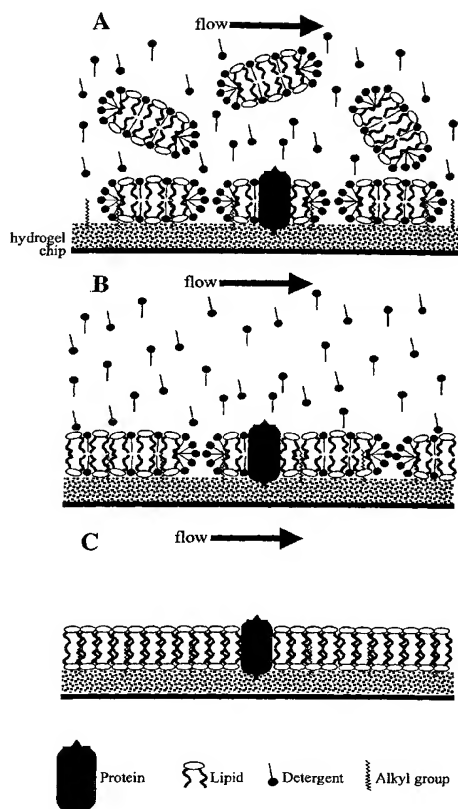 A
flow
hydrogel
chip
B
flow
C
flow
Protein Lipid Detergent Alkyl group